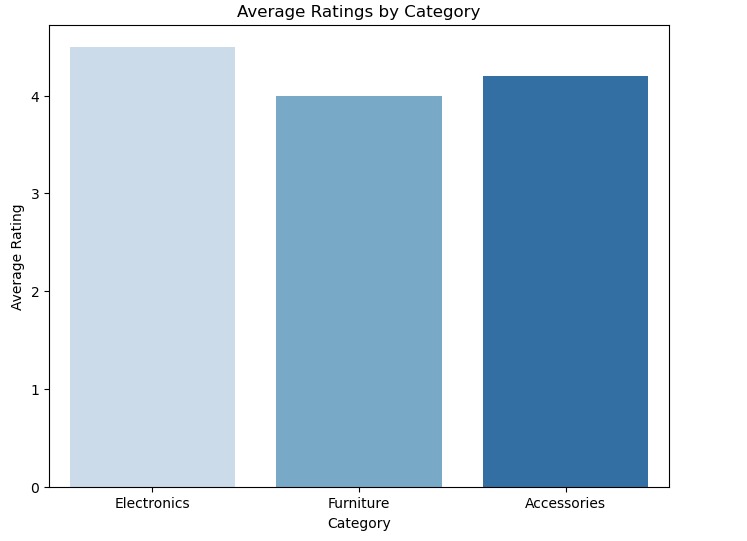 Average Ratings by Category
Average Rating
4
3
2
1
0
Electronics
Furniture
Accessories
Category